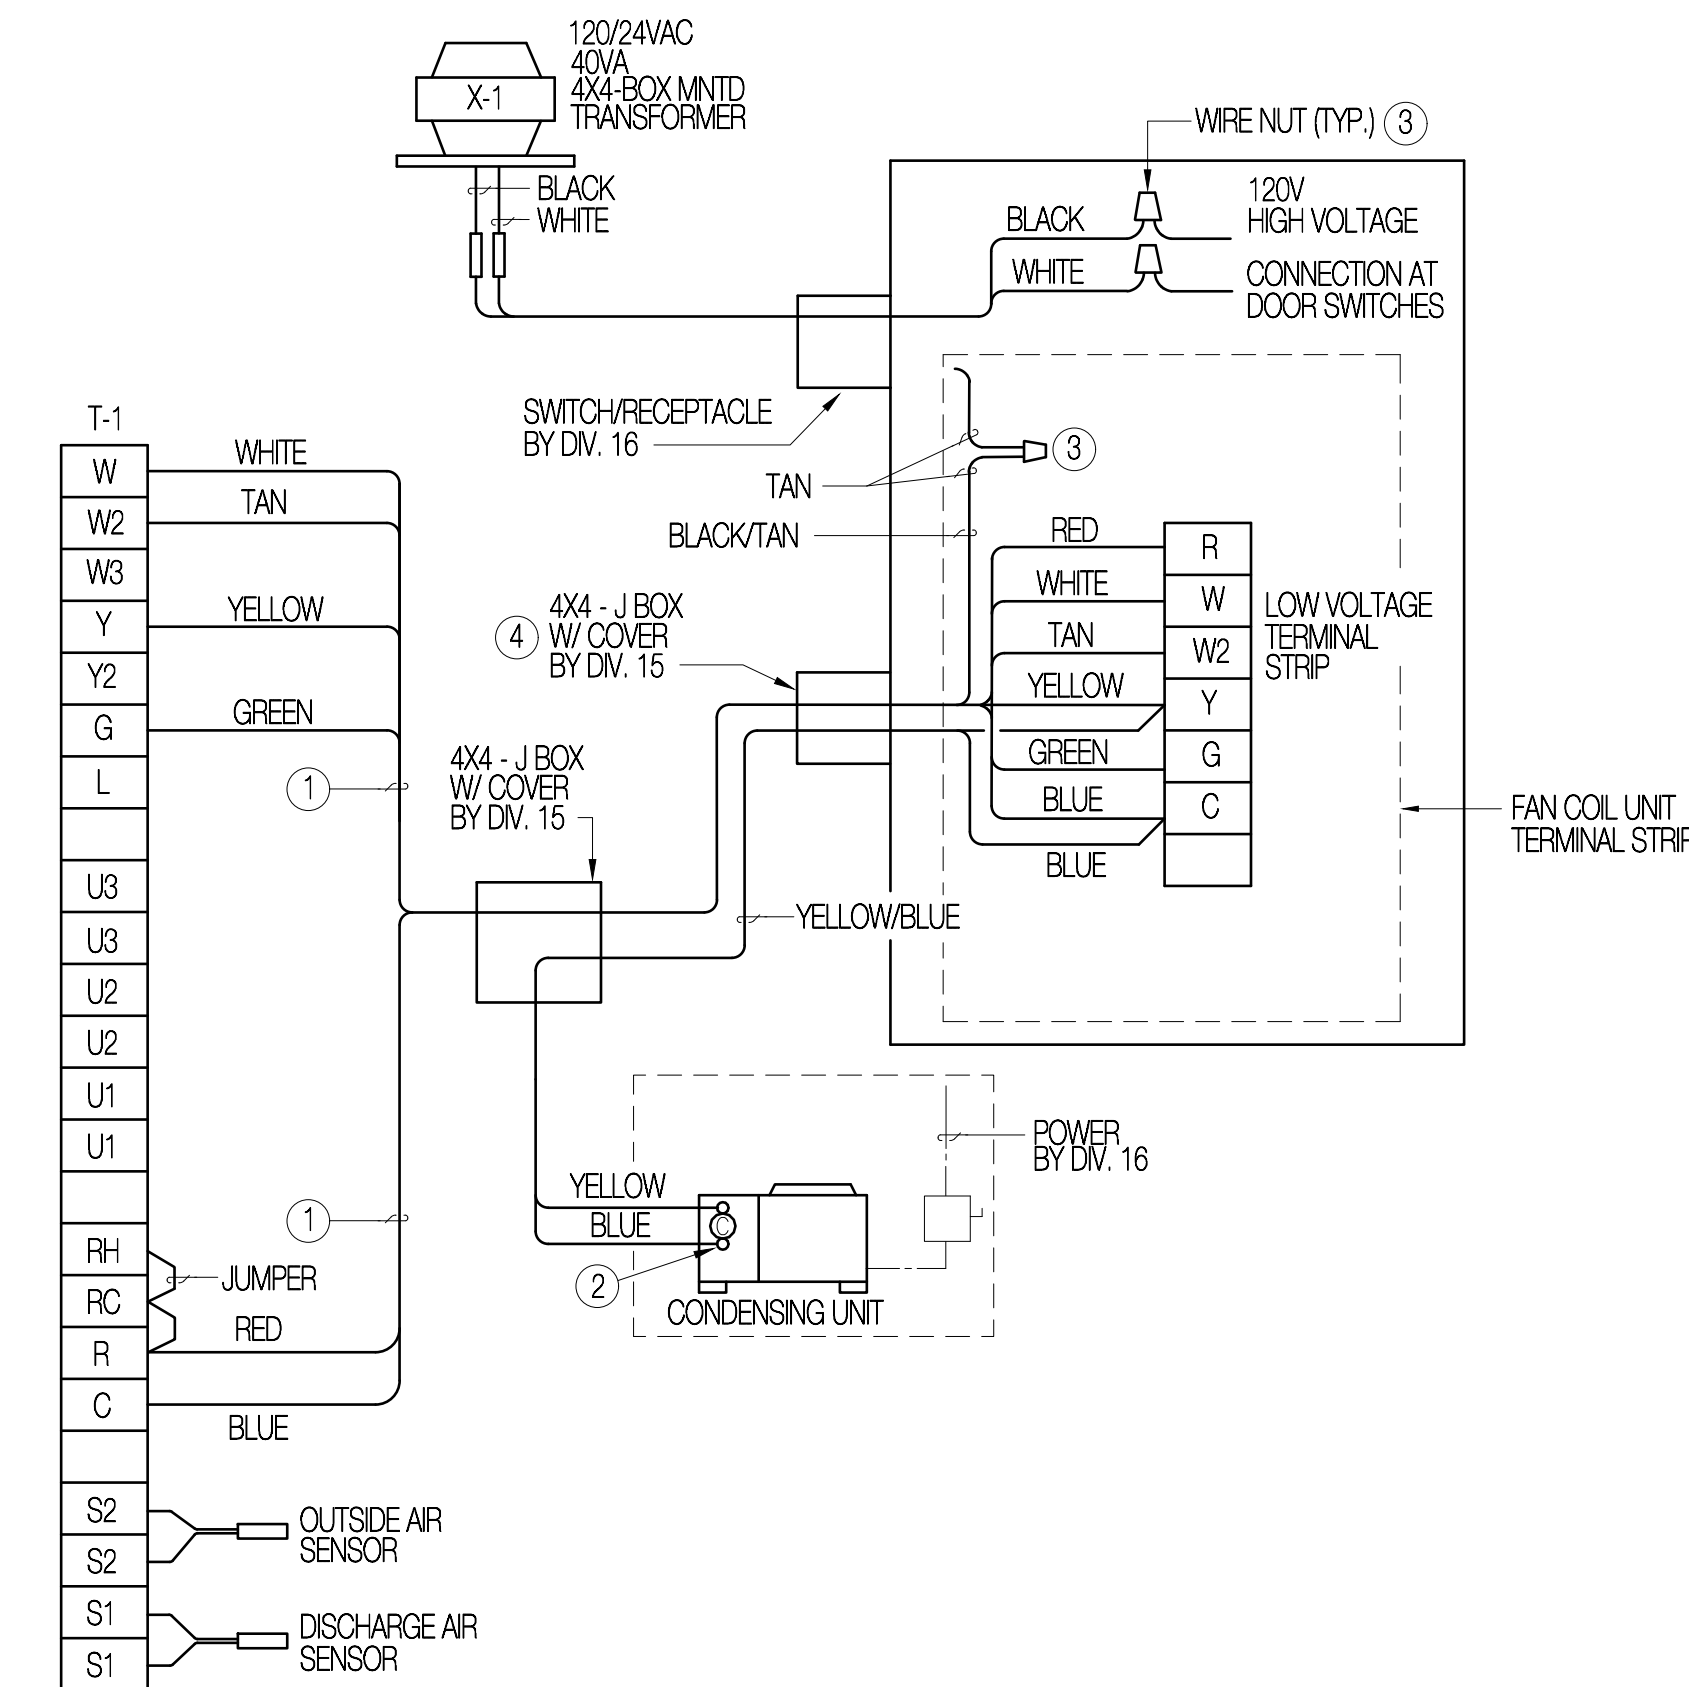 120/24VAC
40VA
4X4-BOX MNTD
TRANSFORMER
X-1
BLACK
WHITE
WIRE NUT (TYP.) 3
120V
HIGH VOLTAGE
BLACK
WHITE
CONNECTION AT
DOOR SWITCHES
SWITCH/RECEPTACLE
BY DIV. 16
3
TAN
BLACK/TAN
RED
WHITE
TAN
YELLOW
GREEN
BLUE
BLUE
R
W
W2
Y
G
C
LOW VOLTAGE
TERMINAL
STRIP
FAN COIL UNIT
TERMINAL STRIP
4
4X4 - J BOX
W/ COVER
BY DIV. 15
4X4 - J BOX
W/ COVER
BY DIV. 15
YELLOW/BLUE
T-1
W
W2
W3
Y
Y2
G
L
U3
U3
U2
U2
U1
U1
RH
RC
R
C
S2
S2
S1
S1
WHITE
TAN
YELLOW
GREEN
1
1
JUMPER
RED
BLUE
OUTSIDE AIR
SENSOR
DISCHARGE AIR
SENSOR
POWER
BY DIV. 16
YELLOW
BLUE
C
2
CONDENSING UNIT